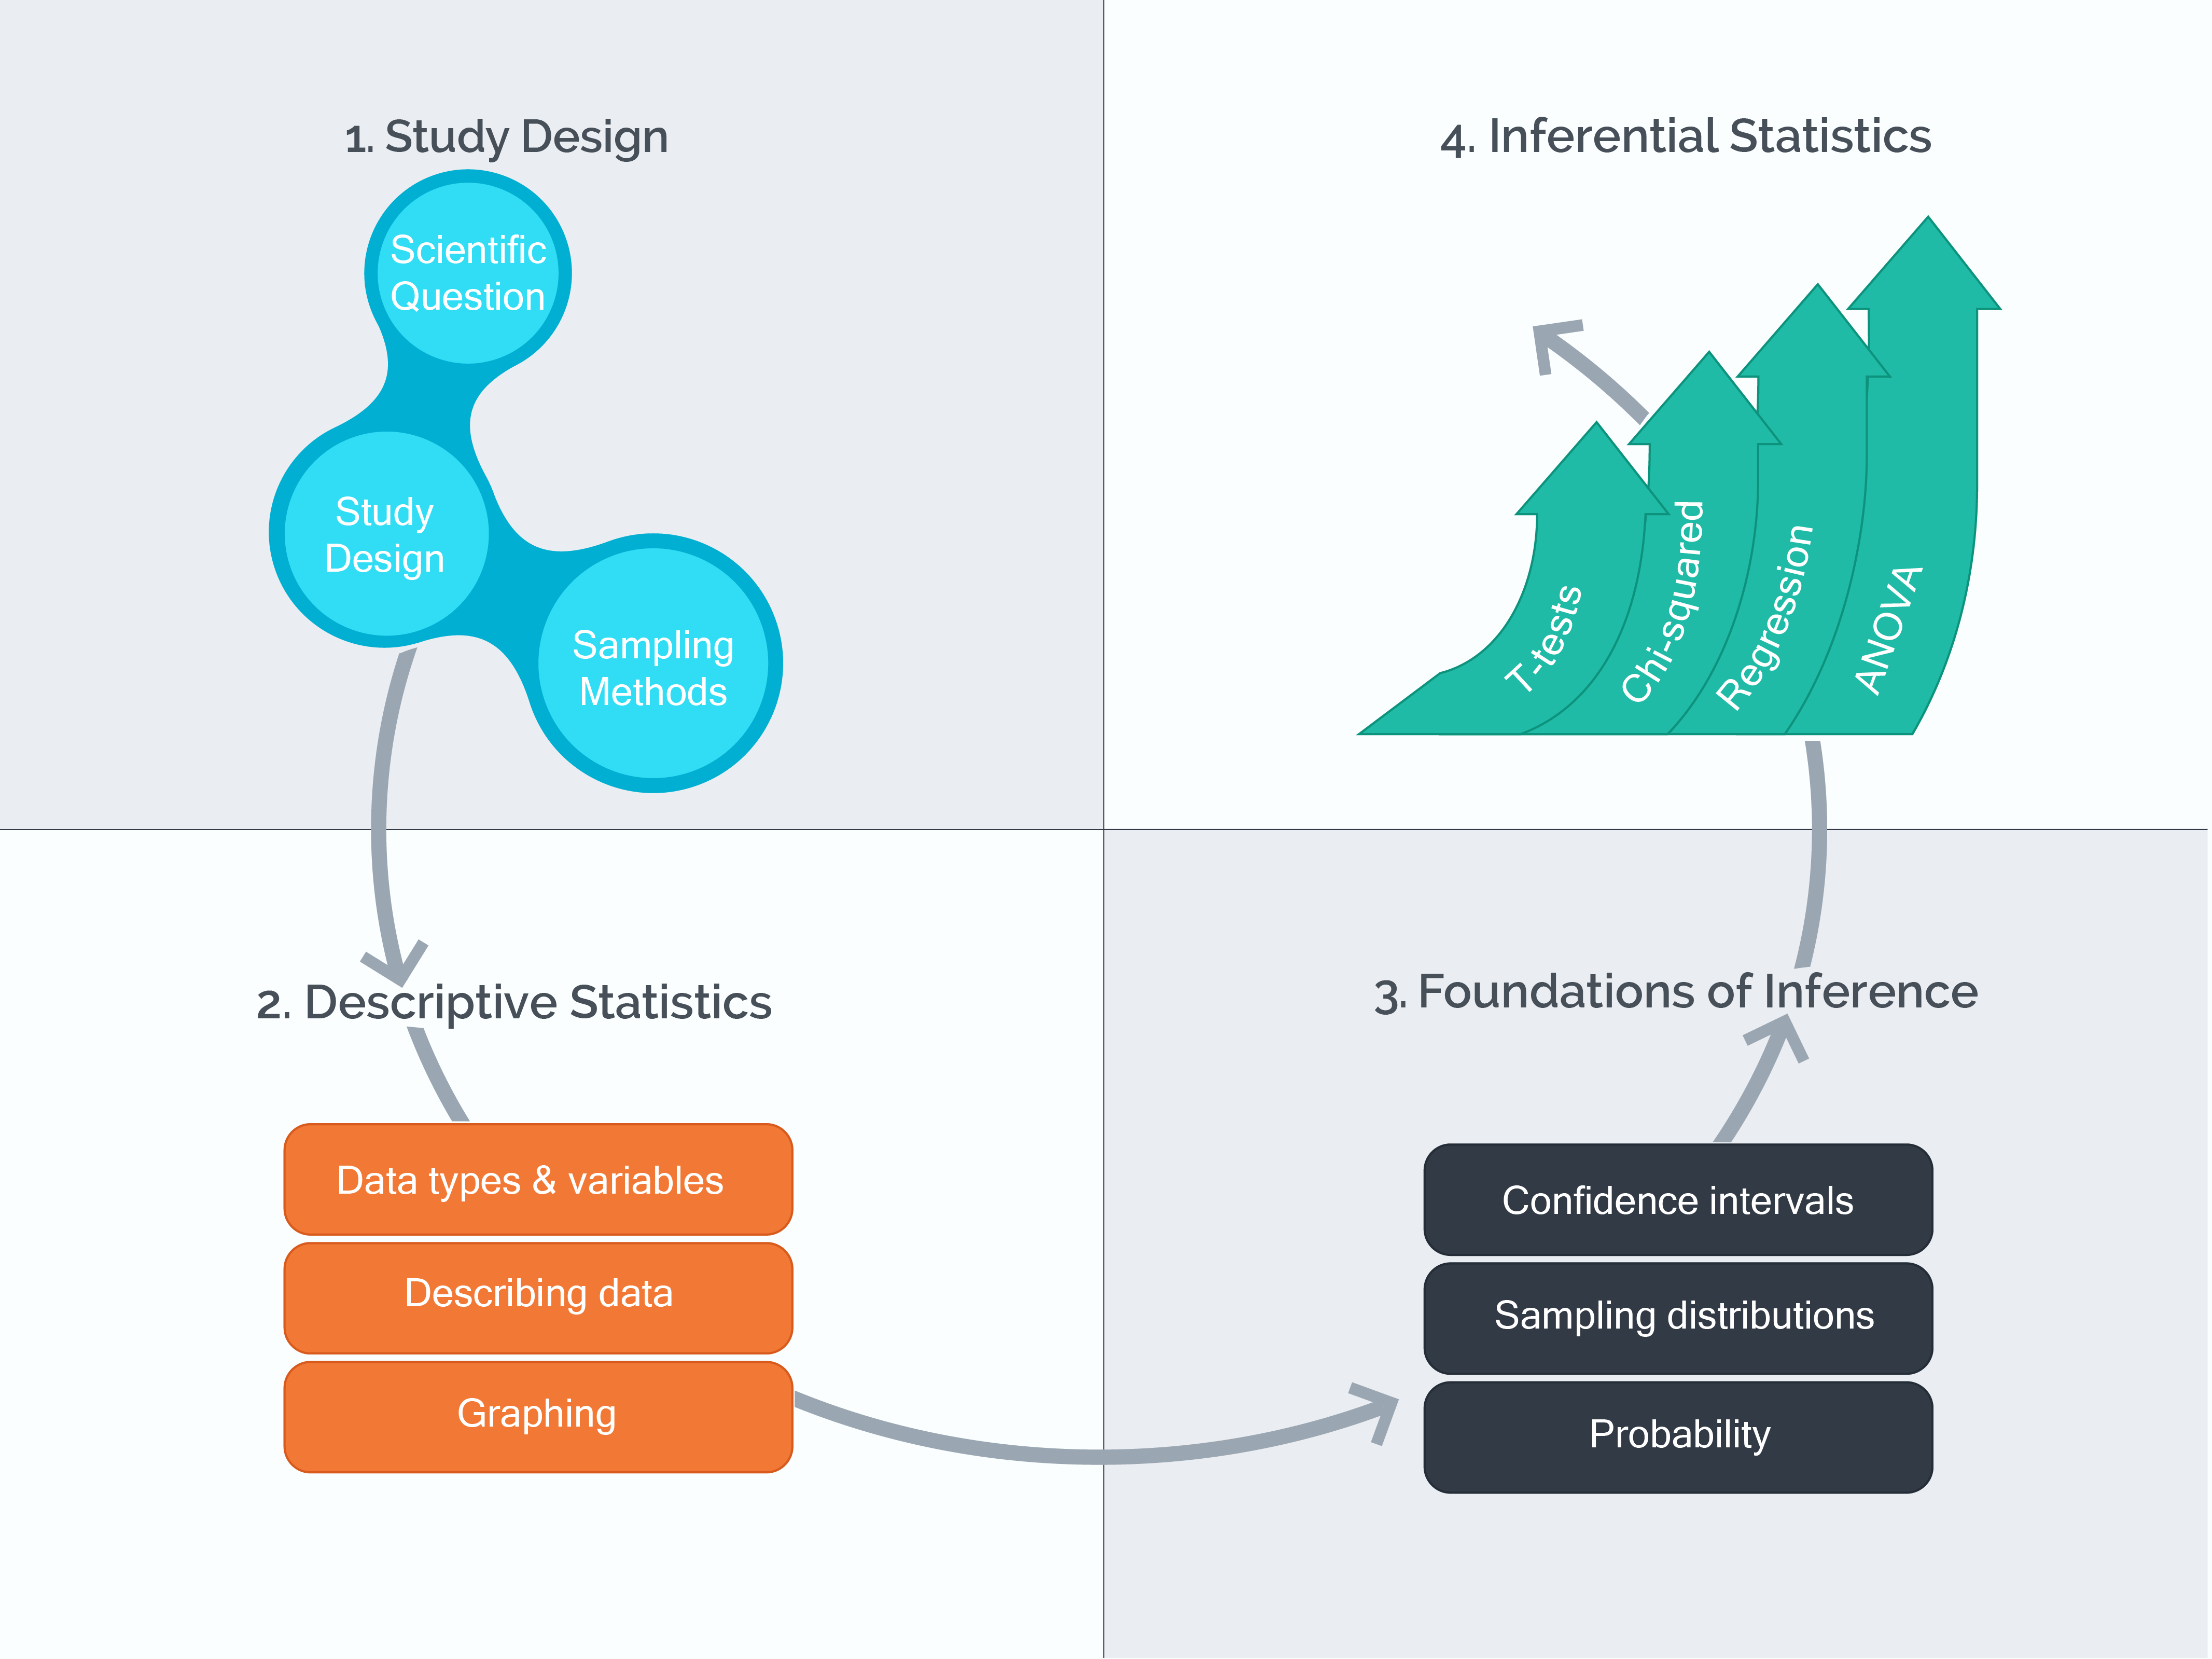 1. Study Design
Scientific
Question
Study
Design
Sampling
Methods
2. Descriptive Statistics
Data types & variables
Describing data
Graphing
3. Foundations of Inference
Confidence intervals
Sampling distributions
Probability
4. Inferential Statistics
T-tests
Chi-squared
Regression
ANOVA